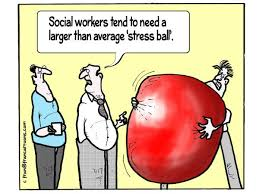 Social workers tend to need a
larger than average 'stress ball'.